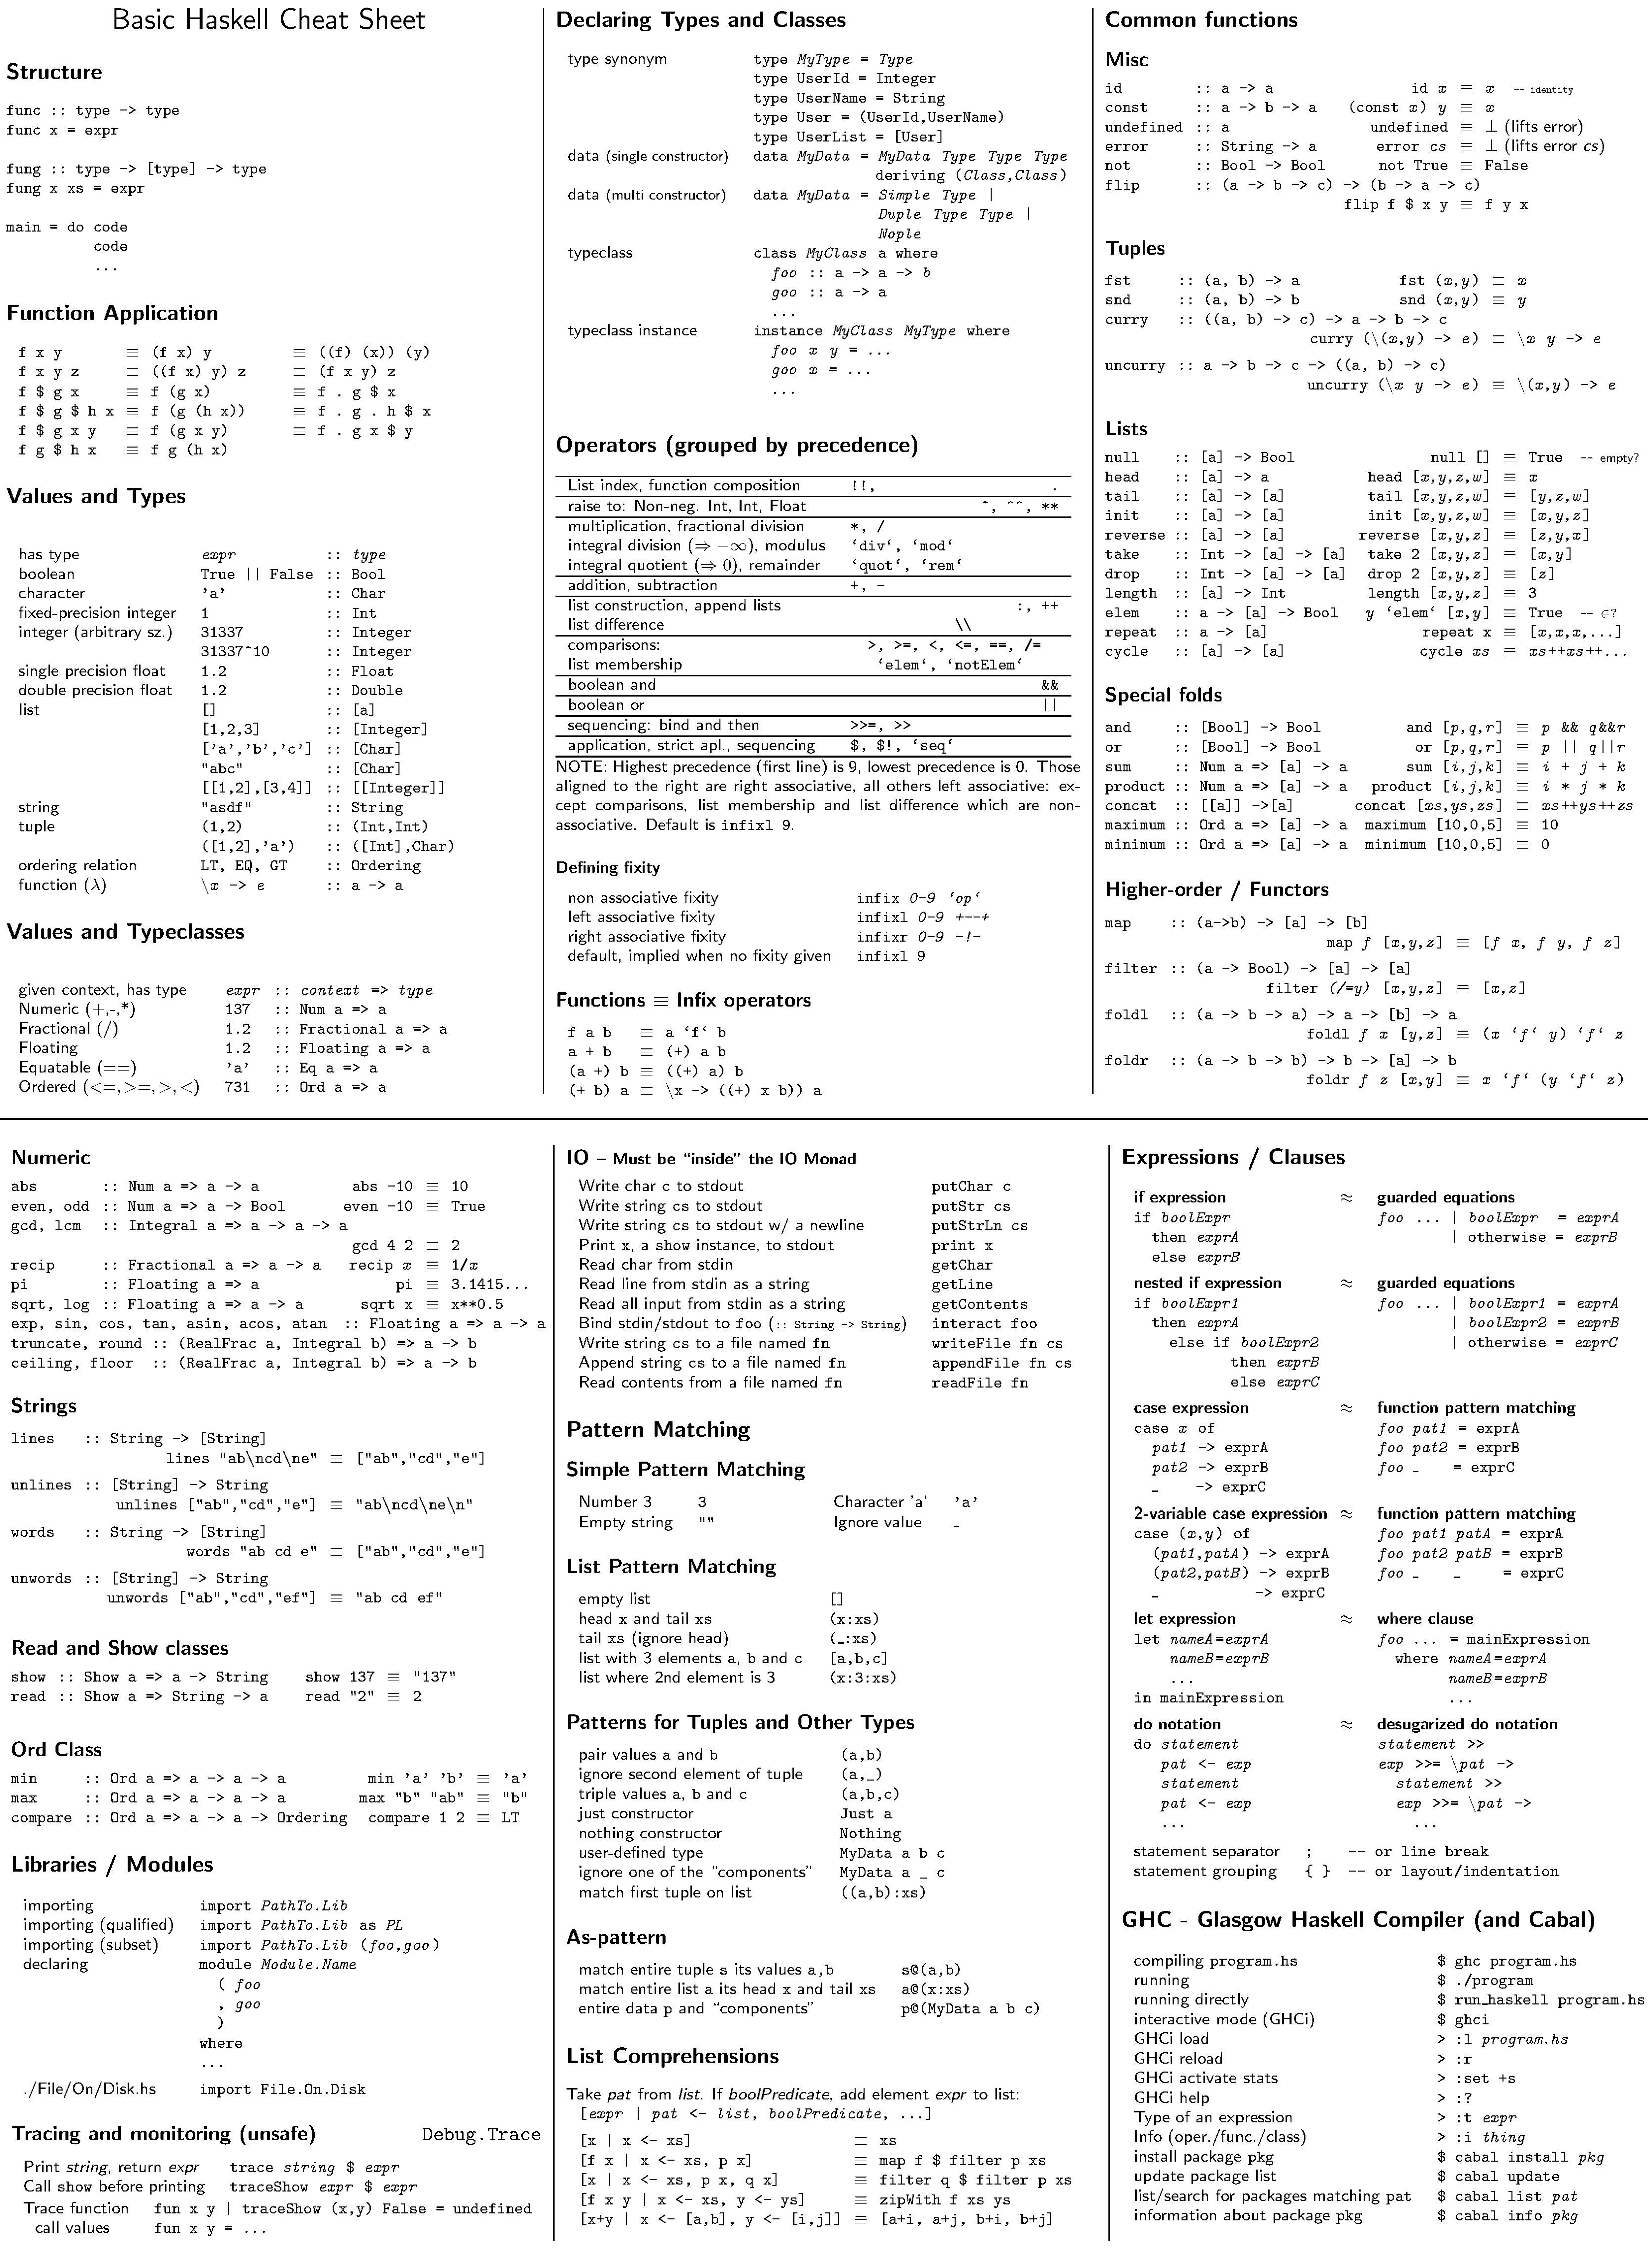 Basic Haskell Cheat Sheet
Structure
func :: type -> type
func x = expr
fung :: type -> [type] -> type
fung x xs = expr
main = do code
code
...
Function Application
f x y ≡ (f x) y ≡ ((f) (x)) (y)
f x y z ≡ ((f x) y) z ≡ (f x y) z
f $ g x ≡ f (g x) ≡ f . g $ x
f $ g $ h x ≡ f (g (h x)) ≡ f . g . h $ x
f $ g x y ≡ f (g x y) ≡ f . g x $ y
f g $ h x ≡ f g (h x)
Values and Types
has type expr :: type
boolean True || False :: Bool
character 'a' :: Char
fixed-precision integer 1 :: Int
integer (arbitrary sz.) 31337 :: Integer
31337^10 :: Integer
single precision float 1.2 :: Float
double precision float 1.2 :: Double
list [] :: [a]
[1,2,3] :: [Integer]
['a','b','c'] :: [Char]
"abc" :: [Char]
[[1,2],[3,4]] :: [[Integer]]
string "asdf" :: String
tuple (1,2) :: (Int,Int)
([1,2],'a') :: ([Int],Char)
ordering relation LT, EQ, GT :: Ordering
function (λ) \x -> e :: a -> a
Values and Typeclasses
given context, has type expr :: context => type
Numeric (+,-,*) 137 :: Num a => a
Fractional (/) 1.2 :: Fractional a => a
Floating 1.2 :: Floating a => a
Equatable (==) 'a' :: Eq a => a
Ordered (<=,>=,>,<) 731 :: Ord a => a
Declaring Types and Classes
type synonym type MyType = Type
type UserId = Integer
type UserName = String
type User = (UserId,UserName)
type UserList = [User]
data (single constructor) data MyData = MyData Type Type Type
deriving (Class,Class)
data (multi constructor) data MyData = Simple Type |
Duple Type Type |
Nople
typeclass class MyClass a where
foo :: a -> a -> b
goo :: a -> a
...
typeclass instance instance MyClass MyType where
foo x y = ...
goo x = ...
...
Operators (grouped by precedence)
List index, function composition !!, .
raise to: Non-neg. Int, Int, Float ^, ^^, **
multiplication, fractional division *, /
integral division (⇒ −∞), modulus ‘div‘, ‘mod‘
integral quotient (⇒ 0), remainder ‘quot‘, ‘rem‘
addition, subtraction +, -
list construction, append lists :, ++
list difference \\
comparisons: >, >=, <, <=, ==, /=
list membership ‘elem‘, ‘notElem‘
boolean and &&
boolean or ||
sequencing: bind and then >>=, >>
application, strict apl., sequencing $, $!, ‘seq‘
NOTE: Highest precedence (first line) is 9, lowest precedence is 0. Those
aligned to the right are right associative, all others left associative: ex-
cept comparisons, list membership and list difference which are non-
associative. Default is infixl 9.
Defining fixity
non associative fixity infix 0-9 ‘op‘
left associative fixity infixl 0-9 +--+
right associative fixity infixr 0-9 -!-
default, implied when no fixity given infixl 9
Functions ≡ Infix operators
f a b ≡ a ‘f‘ b
a + b ≡ (+) a b
(a +) b ≡ ((+) a) b
(+ b) a ≡ \x -> ((+) x b)) a
Common functions
Misc
id :: a -> a id x ≡ x -- identity
const :: a -> b -> a (const x) y ≡ x
undefined :: a undefined ≡ ⊥ (lifts error)
error :: String -> a error cs ≡ ⊥ (lifts error cs)
not :: Bool -> Bool not True ≡ False
flip :: (a -> b -> c) -> (b -> a -> c)
flip f $ x y ≡ f y x
Tuples
fst :: (a, b) -> a fst (x,y) ≡ x
snd :: (a, b) -> b snd (x,y) ≡ y
curry :: ((a, b) -> c) -> a -> b -> c
curry (\(x,y) -> e) ≡ \x y -> e
uncurry :: a -> b -> c -> ((a, b) -> c)
uncurry (\x y -> e) ≡ \(x,y) -> e
Lists
null :: [a] -> Bool null [] ≡ True -- empty?
head :: [a] -> a head [x,y,z,w] ≡ x
tail :: [a] -> [a] tail [x,y,z,w] ≡ [y,z,w]
init :: [a] -> [a] init [x,y,z,w] ≡ [x,y,z]
reverse :: [a] -> [a] reverse [x,y,z] ≡ [z,y,x]
take :: Int -> [a] -> [a] take 2 [x,y,z] ≡ [x,y]
drop :: Int -> [a] -> [a] drop 2 [x,y,z] ≡ [z]
length :: [a] -> Int length [x,y,z] ≡ 3
elem :: a -> [a] -> Bool y ‘elem‘ [x,y] ≡ True -- ∈?
repeat :: a -> [a] repeat x ≡ [x,x,x,...]
cycle :: [a] -> [a] cycle xs ≡ xs++xs++...
Special folds
and :: [Bool] -> Bool and [p,q,r] ≡ p && q&&r
or :: [Bool] -> Bool or [p,q,r] ≡ p || q||r
sum :: Num a => [a] -> a sum [i,j,k] ≡ i + j + k
product :: Num a => [a] -> a product [i,j,k] ≡ i * j * k
concat :: [[a]] ->[a] concat [xs,ys,zs] ≡ xs++ys++zs
maximum :: Ord a => [a] -> a maximum [10,0,5] ≡ 10
minimum :: Ord a => [a] -> a minimum [10,0,5] ≡ 0
Higher-order / Functors
map :: (a->b) -> [a] -> [b]
map f [x,y,z] ≡ [f x, f y, f z]
filter :: (a -> Bool) -> [a] -> [a]
filter (/=y) [x,y,z] ≡ [x,z]
foldl :: (a -> b -> a) -> a -> [b] -> a
foldl f x [y,z] ≡ (x ‘f‘ y) ‘f‘ z
foldr :: (a -> b -> b) -> b -> [a] -> b
foldr f z [x,y] ≡ x ‘f‘ (y ‘f‘ z)
Numeric
abs :: Num a => a -> a abs -10 ≡ 10
even, odd :: Num a => a -> Bool even -10 ≡ True
gcd, lcm :: Integral a => a -> a -> a
gcd 4 2 ≡ 2
recip :: Fractional a => a -> a recip x ≡ 1/x
pi :: Floating a => a pi ≡ 3.1415...
sqrt, log :: Floating a => a -> a sqrt x ≡ x**0.5
exp, sin, cos, tan, asin, acos, atan :: Floating a => a -> a
truncate, round :: (RealFrac a, Integral b) => a -> b
ceiling, floor :: (RealFrac a, Integral b) => a -> b
Strings
lines :: String -> [String]
lines "ab\ncd\ne" ≡ ["ab","cd","e"]
unlines :: [String] -> String
unlines ["ab","cd","e"] ≡ "ab\ncd\ne\n"
words :: String -> [String]
words "ab cd e" ≡ ["ab","cd","e"]
unwords :: [String] -> String
unwords ["ab","cd","ef"] ≡ "ab cd ef"
Read and Show classes
show :: Show a => a -> String show 137 ≡ "137"
read :: Show a => String -> a read "2" ≡ 2
Ord Class
min :: Ord a => a -> a -> a min 'a' 'b' ≡ 'a'
max :: Ord a => a -> a -> a max "b" "ab" ≡ "b"
compare :: Ord a => a -> a -> Ordering compare 1 2 ≡ LT
Libraries / Modules
importing import PathTo.Lib
importing (qualified) import PathTo.Lib as PL
importing (subset) import PathTo.Lib (foo,goo)
declaring module Module.Name
( foo
, goo
)
where
...
./File/On/Disk.hs import File.On.Disk
Tracing and monitoring (unsafe) Debug.Trace
Print string, return expr trace string $ expr
Call show before printing traceShow expr $ expr
Trace function fun x y | traceShow (x,y) False = undefined
call values fun x y = ...
IO – Must be “inside” the IO Monad
Write char c to stdout putChar c
Write string cs to stdout putStr cs
Write string cs to stdout w/ a newline putStrLn cs
Print x, a show instance, to stdout print x
Read char from stdin getChar
Read line from stdin as a string getLine
Read all input from stdin as a string getContents
Bind stdin/stdout to foo (:: String -> String) interact foo
Write string cs to a file named fn writeFile fn cs
Append string cs to a file named fn appendFile fn cs
Read contents from a file named fn readFile fn
Pattern Matching
Simple Pattern Matching
Number 3 3 Character 'a' 'a'
Empty string "" Ignore value _
List Pattern Matching
empty list []
head x and tail xs (x:xs)
tail xs (ignore head) (_:xs)
list with 3 elements a, b and c [a,b,c]
list where 2nd element is 3 (x:3:xs)
Patterns for Tuples and Other Types
pair values a and b (a,b)
ignore second element of tuple (a,_)
triple values a, b and c (a,b,c)
just constructor Just a
nothing constructor Nothing
user-defined type MyData a b c
ignore one of the “components” MyData a _ c
match first tuple on list ((a,b):xs)
As-pattern
match entire tuple s its values a,b s@(a,b)
match entire list a its head x and tail xs a@(x:xs)
entire data p and “components” p@(MyData a b c)
List Comprehensions
Take pat from list. If boolPredicate, add element expr to list:
[expr | pat <- list, boolPredicate, ...]
[x | x <- xs] ≡ xs
[f x | x <- xs, p x] ≡ map f $ filter p xs
[x | x <- xs, p x, q x] ≡ filter q $ filter p xs
[f x y | x <- xs, y <- ys] ≡ zipWith f xs ys
[x+y | x <- [a,b], y <- [i,j]] ≡ [a+i, a+j, b+i, b+j]
Expressions / Clauses
if expression ≈ guarded equations
if boolExpr foo ... | boolExpr = exprA
then exprA | otherwise = exprB
else exprB
nested if expression ≈ guarded equations
if boolExpr1 foo ... | boolExpr1 = exprA
then exprA | boolExpr2 = exprB
else if boolExpr2 | otherwise = exprC
then exprB
else exprC
case expression ≈ function pattern matching
case x of foo pat1 = exprA
pat1 -> exprA foo pat2 = exprB
pat2 -> exprB foo _ = exprC
_ -> exprC
2-variable case expression ≈ function pattern matching
case (x,y) of foo pat1 patA = exprA
(pat1,patA) -> exprA foo pat2 patB = exprB
(pat2,patB) -> exprB foo _ _ = exprC
_ -> exprC
let expression ≈ where clause
let nameA=exprA foo ... = mainExpression
nameB=exprB where nameA=exprA
... nameB=exprB
in mainExpression ...
do notation ≈ desugarized do notation
do statement statement >>
pat <- exp exp >>= \pat ->
statement statement >>
pat <- exp exp >>= \pat ->
... ...
statement separator ; -- or line break
statement grouping { } -- or layout/indentation
GHC - Glasgow Haskell Compiler (and Cabal)
compiling program.hs $ ghc program.hs
running $ ./program
running directly $ run_haskell program.hs
interactive mode (GHCi) $ ghci
GHCi load > :l program.hs
GHCi reload > :r
GHCi activate stats > :set +s
GHCi help > :?
Type of an expression > :t expr
Info (oper./func./class) > :i thing
install package pkg $ cabal install pkg
update package list $ cabal update
list/search for packages matching pat $ cabal list pat
information about package pkg $ cabal info pkg